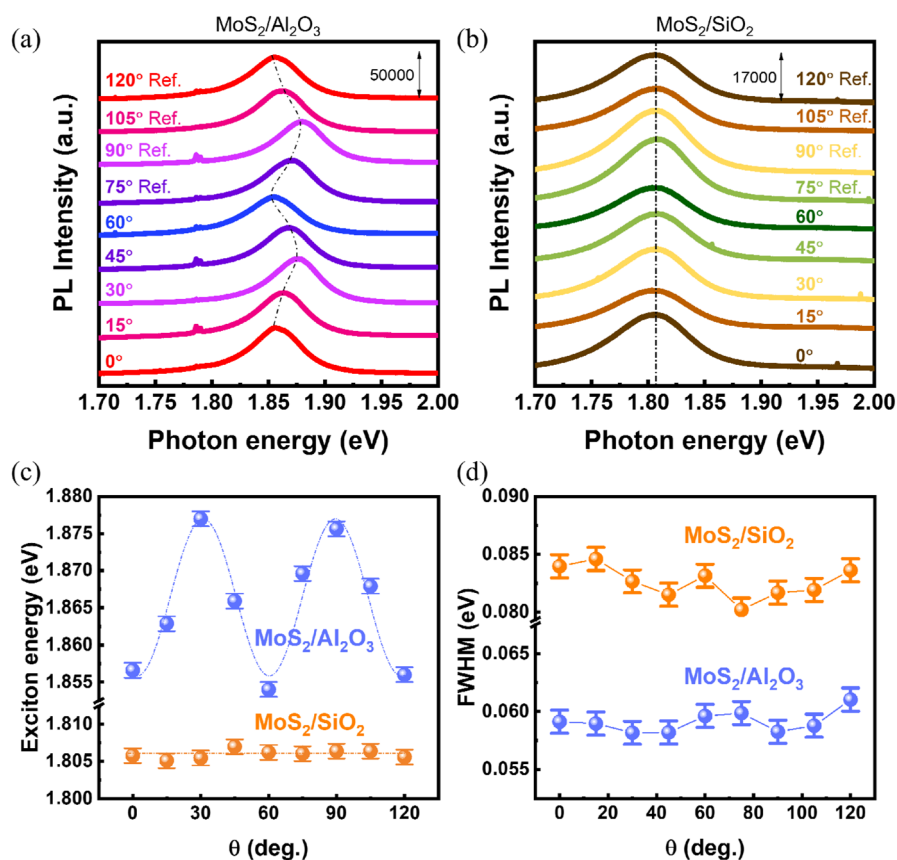 (a)
MoS₂/Al₂O₃
PL Intensity (a.u.)
50000
120° Ref.
105° Ref.
90° Ref.
75° Ref.
60°
45°
30°
15°
0°
1.70 1.75 1.80 1.85 1.90 1.95 2.00
Photon energy (eV)
(b)
MoS₂/SiO₂
PL Intensity (a.u.)
17000
120° Ref.
105° Ref.
90° Ref.
75° Ref.
60°
45°
30°
15°
0°
1.70 1.75 1.80 1.85 1.90 1.95 2.00
Photon energy (eV)
(c)
Exciton energy (eV)
1.880
1.875
1.870
1.865
1.860
1.855
1.810
1.805
1.800
MoS₂/Al₂O₃
MoS₂/SiO₂
0 30 60 90 120
θ (deg.)
(d)
FWHM (eV)
0.090
0.085
0.080
0.065
0.060
0.055
MoS₂/SiO₂
MoS₂/Al₂O₃
0 20 40 60 80 100 120
θ (deg.)